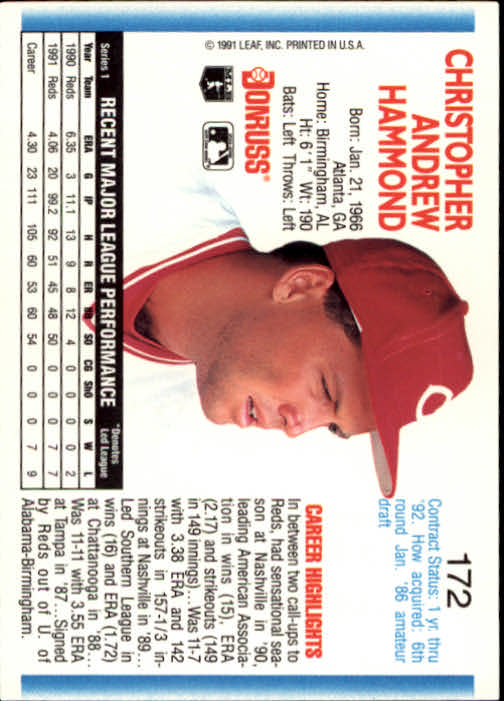 172
CHRISTOPHER
ANDREW
HAMMOND
Born: Jan. 21, 1966
Atlanta, GA
Home: Birmingham, AL
Ht: 6'1" Wt: 190
Bats: Left Throws: Left
DONRUSS
© 1991 LEAF, INC. PRINTED IN U.S.A.
C
Contract Status: 1 yr. thru
'92. How acquired: 6th
round Jan. '86 amateur
draft
CAREER HIGHLIGHTS
In between two call-ups to
Reds, had sensational sea-
son at Nashville in '90,
leading American Associa-
tion in wins (15), ERA
(2.17) and strikeouts (149
in 149 innings)...Was 11-7
with 3.38 ERA and 142
strikeouts in 157-1/3 in-
nings at Nashville in '89...
Led Southern League in
wins (16) and ERA (1.72)
at Chattanooga in '88...
Was 11-11 with 3.55 ERA
at Tampa in '87...Signed
by Reds out of U. of
Alabama-Birmingham.
Series 1 RECENT MAJOR LEAGUE PERFORMANCE *Denotes
Led League
Year Team ERA G IP H R ER BB SO CG ShO S W L
1990 Reds 6.35 3 11.1 13 9 8 12 4 0 0 0 0 2
1991 Reds 4.06 20 99.2 92 51 45 48 50 0 0 0 7 7
Career 4.30 23 111 105 60 53 60 54 0 0 0 7 9